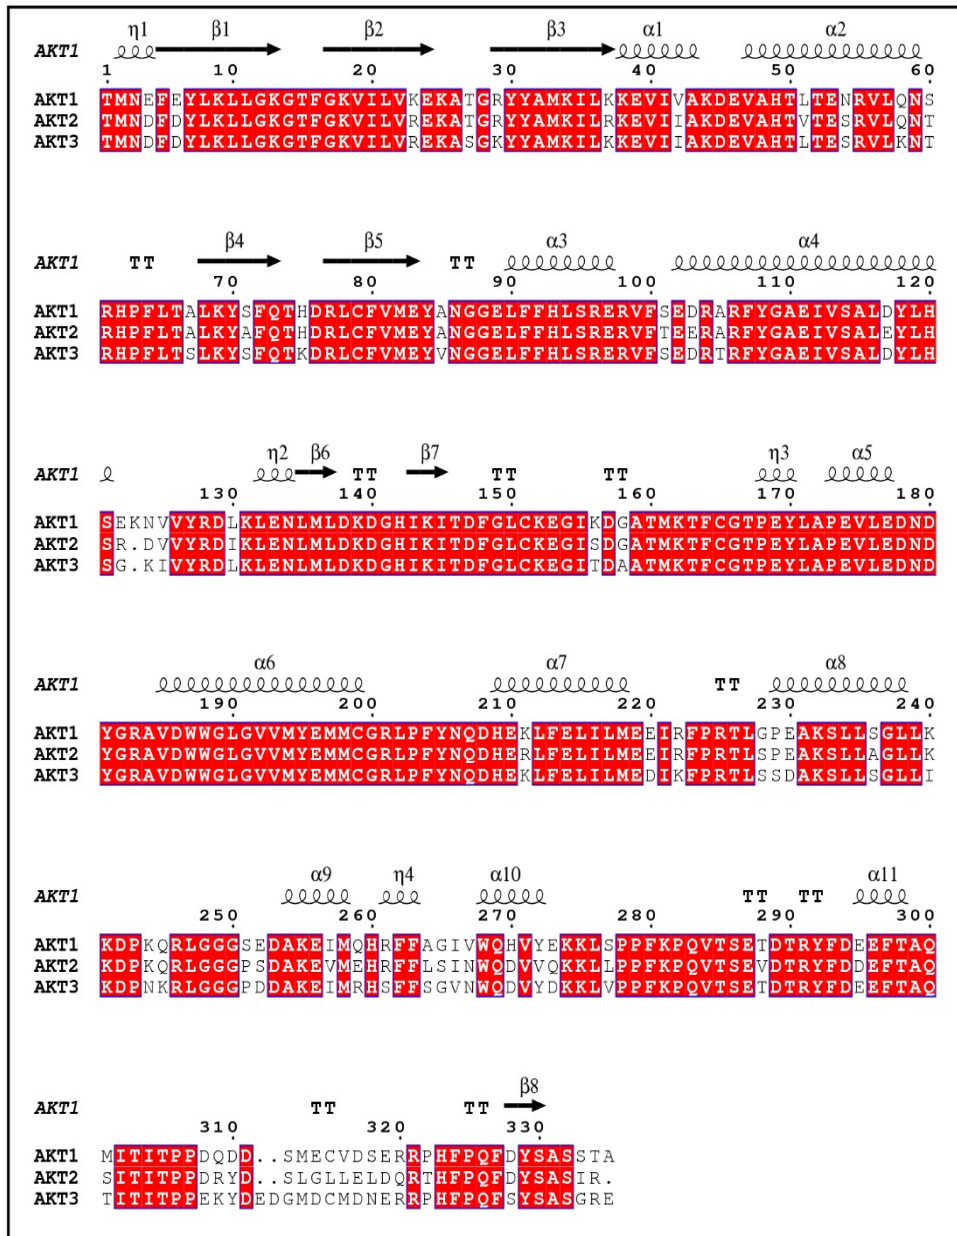 η1 β1 β2 β3 α1 α2
AKT1
1 10 20 30 40 50 60
AKT1 TMNEFEYLKLLGKGTFGKVILVKEKATGRYYAMKILKKEVIVAKDEVAHTLTENRVLQNS
AKT2 TMNDFDYLKLLGKGTFGKVILVREKATGRYYAMKILRKEVIIAKDEVAHTVTESRVLQNT
AKT3 TMNDFDYLKLLGKGTFGKVILVREKASGKYYAMKILKKEVIIAKDEVAHTLTESRVLKNT
β4 β5 α3 α4
AKT1 TT TT
70 80 90 100 110 120
AKT1 RHPFLTALKYSFQTHDRLCFVMEYANGGELFFHLSRERVFSEDRARFYGAEIVSALDYLH
AKT2 RHPFLTALKYAFQTHDRLCFVMEYANGGELFFHLSRERVFTEERARFYGAEIVSALEYLH
AKT3 RHPFLTSLKYSFQTKDRLCFVMEYVNGGELFFHLSRERVFSEDRTRFYGAEIVSALDYLH
η2 β6 β7 η3 α5
AKT1 TT TT TT
130 140 150 160 170 180
AKT1 SEKNVVYRDLKLENLMLDKDGHIKITDFGLCKEGIKDGATMKTFCGTPEYLAPEVLEDND
AKT2 SR.DVVYRDIKLENLMLDKDGHIKITDFGLCKEGISDGATMKTFCGTPEYLAPEVLEDND
AKT3 SG.KIVYRDLKLENLMLDKDGHIKITDFGLCKEGITDAATMKTFCGTPEYLAPEVLEDND
α6 α7 α8
AKT1 TT
190 200 210 220 230 240
AKT1 YGRAVDWWGLGVVMYEMMCGRLPFYNQDHEKLFELILMEEIRFPRTLGPEAKSLLSGLLK
AKT2 YGRAVDWWGLGVVMYEMMCGRLPFYNQDHERLFELILMEEIRFPRTLSPEAKSLLAGLLK
AKT3 YGRAVDWWGLGVVMYEMMCGRLPFYNQDHEKLFELILMEDIKFPRTLSSDAKSLLSGLLI
α9 η4 α10 α11
AKT1 TT TT
250 260 270 280 290 300
AKT1 KDPKQRLGGGSEDAKEIMQHRFFAGIVWQHVYEKKLSPPFKPQVTSETDTRYFDEEFTAQ
AKT2 KDPKQRLGGGPSDAKEVMEHRFFLSINWQDVVQKKLLPPFKPQVTSEVDTRYFDDEFTAQ
AKT3 KDPNKRLGGGPDDAKEIMRHSFFSGVNWQDVYDKKLVPPFKPQVTSETDTRYFDEEFTAQ
β8
AKT1 TT TT
310 320 330
AKT1 MITITPPDQDD..SMECVDSERRPHFPQFDYSASSTA
AKT2 SITITPPDRYD..SLGLLELDQRTHFPQFDYSASIR.
AKT3 TITITPPEKYDEDGMDCMDNERRPHFPQFSYSASGRE